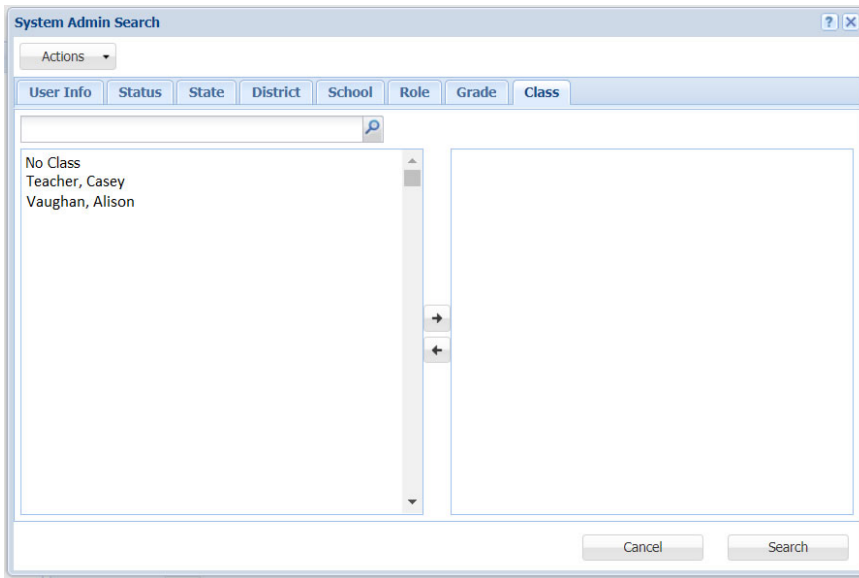 System Admin Search
Actions
User Info Status State District School Role Grade Class
No Class
Teacher, Casey
Vaughan, Alison
Cancel Search